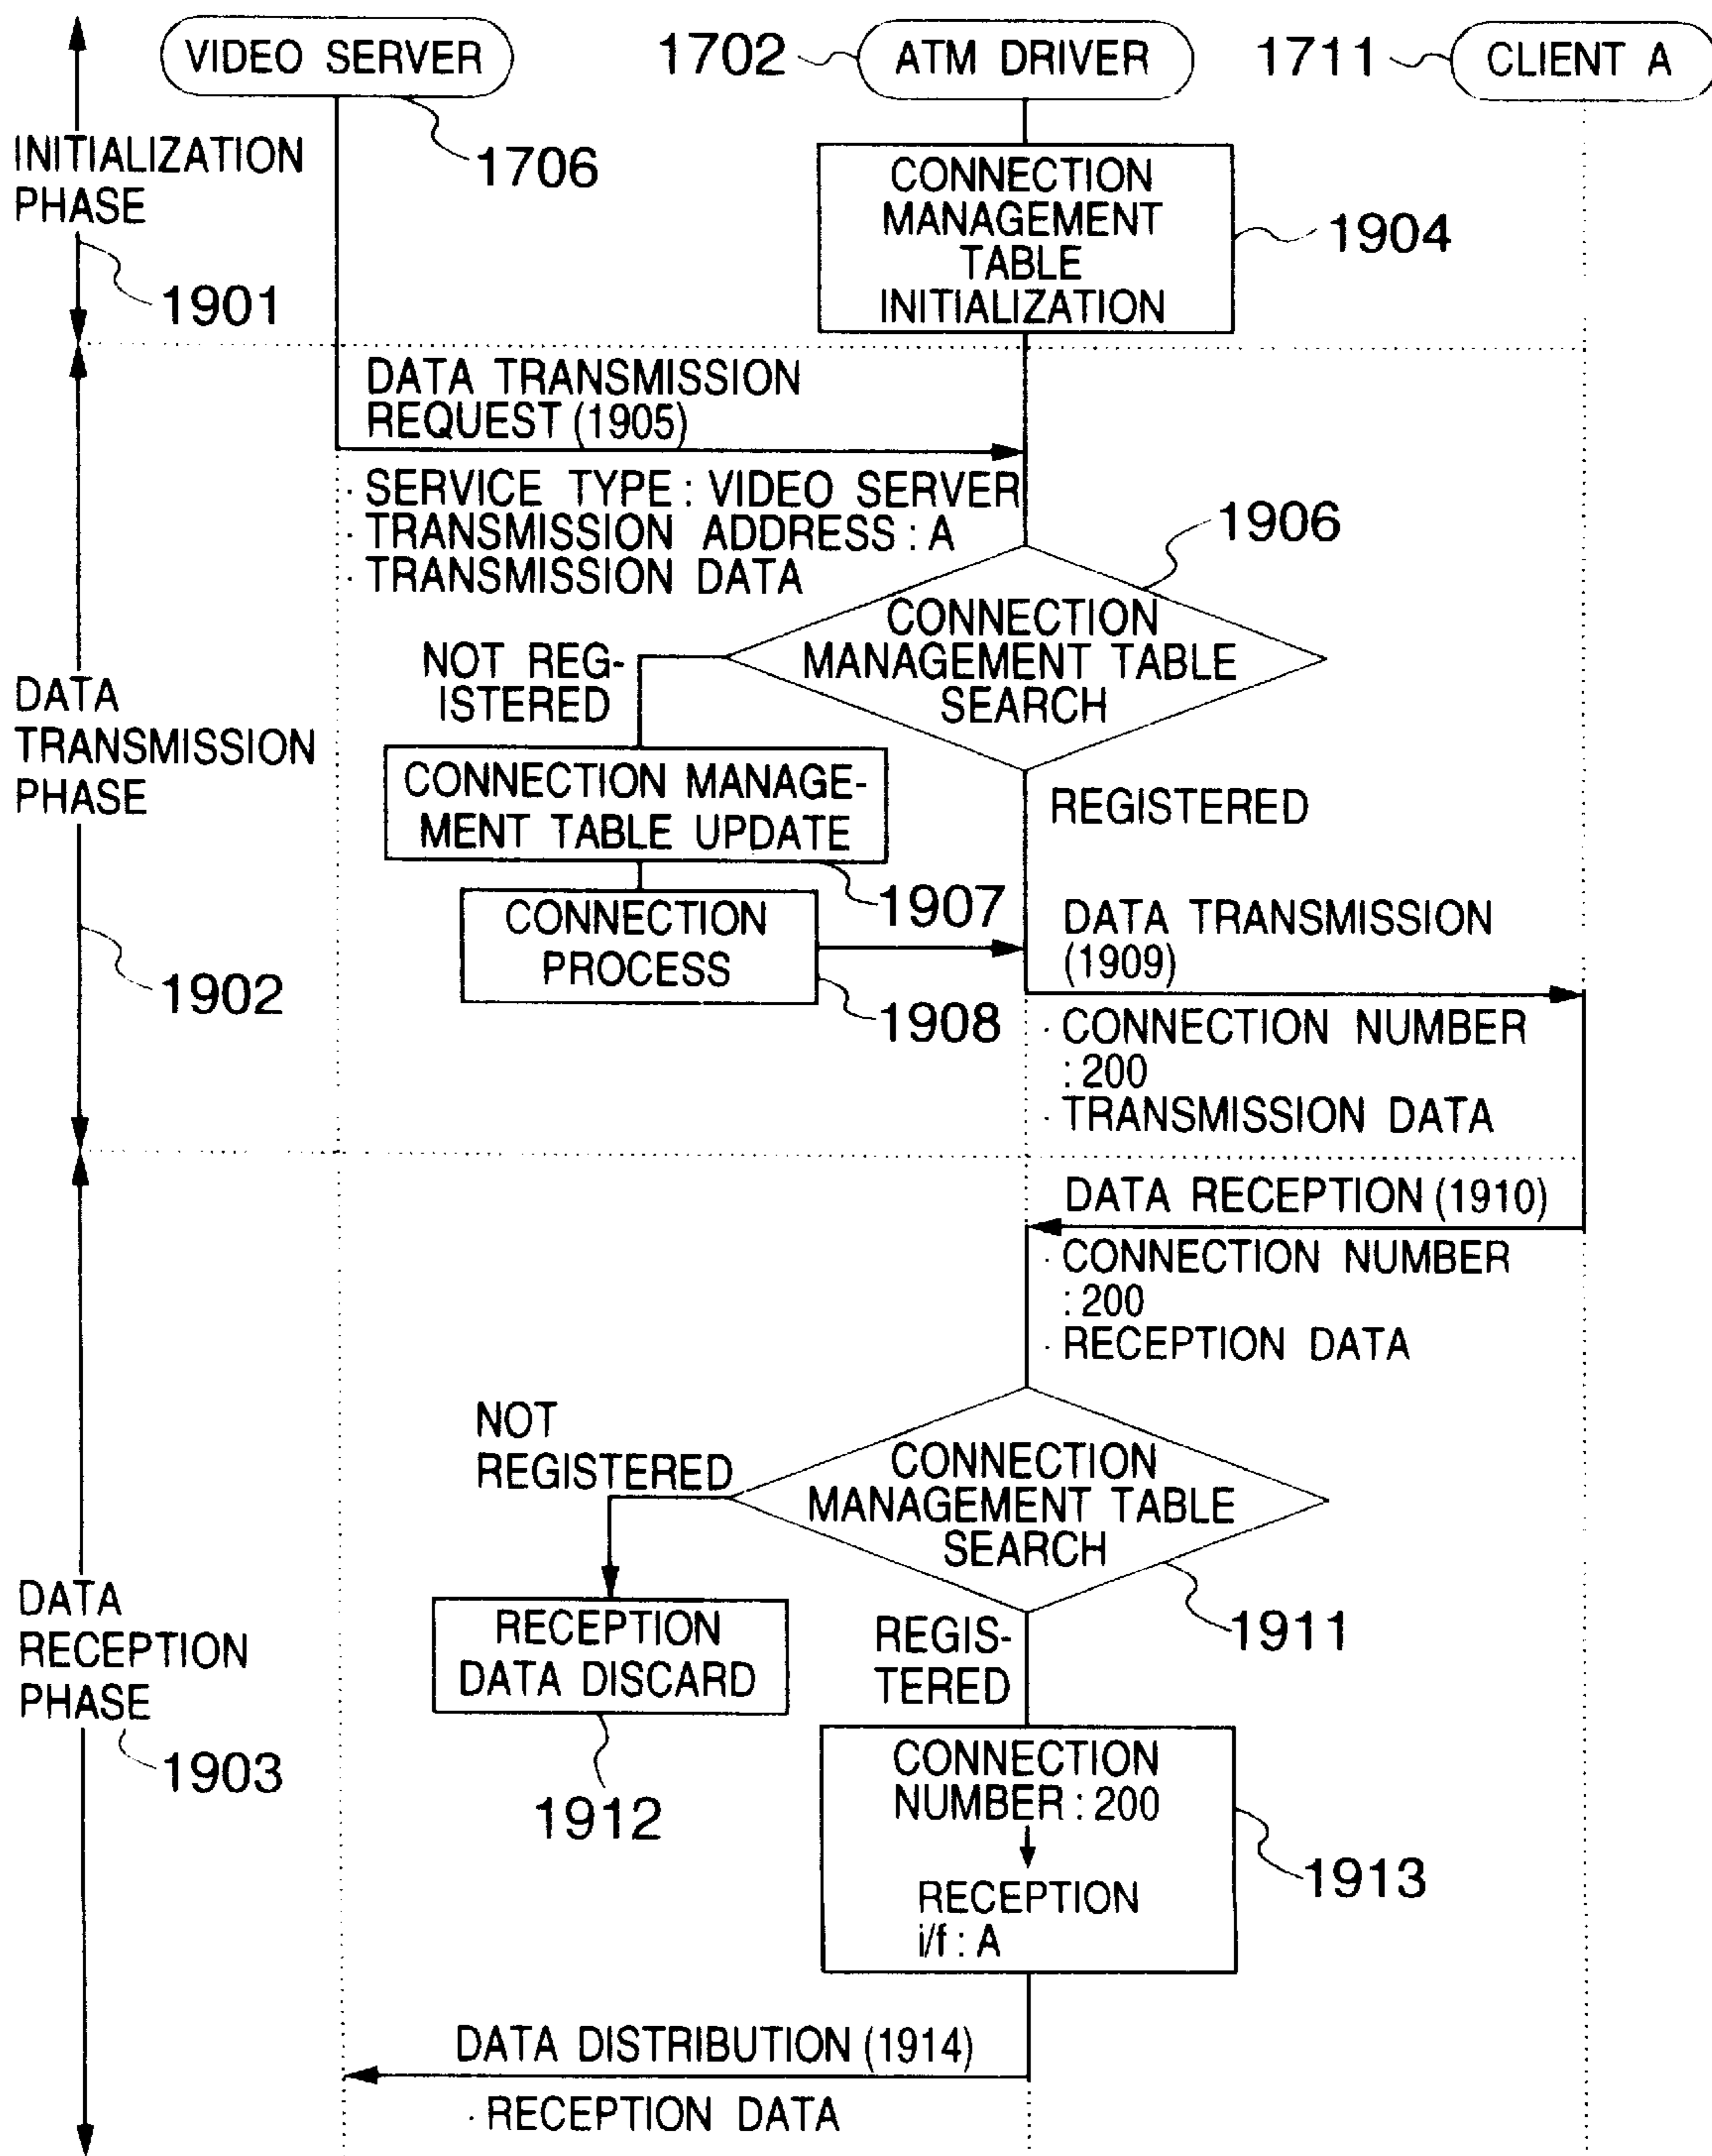 VIDEO SERVER
1706
1702
ATM DRIVER
1711
CLIENT A
INITIALIZATION
PHASE
1901
CONNECTION
MANAGEMENT
TABLE
INITIALIZATION
1904
DATA TRANSMISSION
REQUEST (1905)
· SERVICE TYPE : VIDEO SERVER
· TRANSMISSION ADDRESS : A
· TRANSMISSION DATA
1906
CONNECTION
MANAGEMENT TABLE
SEARCH
NOT REG-
ISTERED
REGISTERED
DATA
TRANSMISSION
PHASE
1902
CONNECTION MANAGE-
MENT TABLE UPDATE
1907
CONNECTION
PROCESS
1908
DATA TRANSMISSION
(1909)
· CONNECTION NUMBER
: 200
· TRANSMISSION DATA
DATA RECEPTION (1910)
· CONNECTION NUMBER
: 200
· RECEPTION DATA
NOT
REGISTERED
CONNECTION
MANAGEMENT TABLE
SEARCH
1911
DATA
RECEPTION
PHASE
1903
RECEPTION
DATA DISCARD
1912
REGIS-
TERED
CONNECTION
NUMBER : 200
RECEPTION
i/f : A
1913
DATA DISTRIBUTION (1914)
· RECEPTION DATA